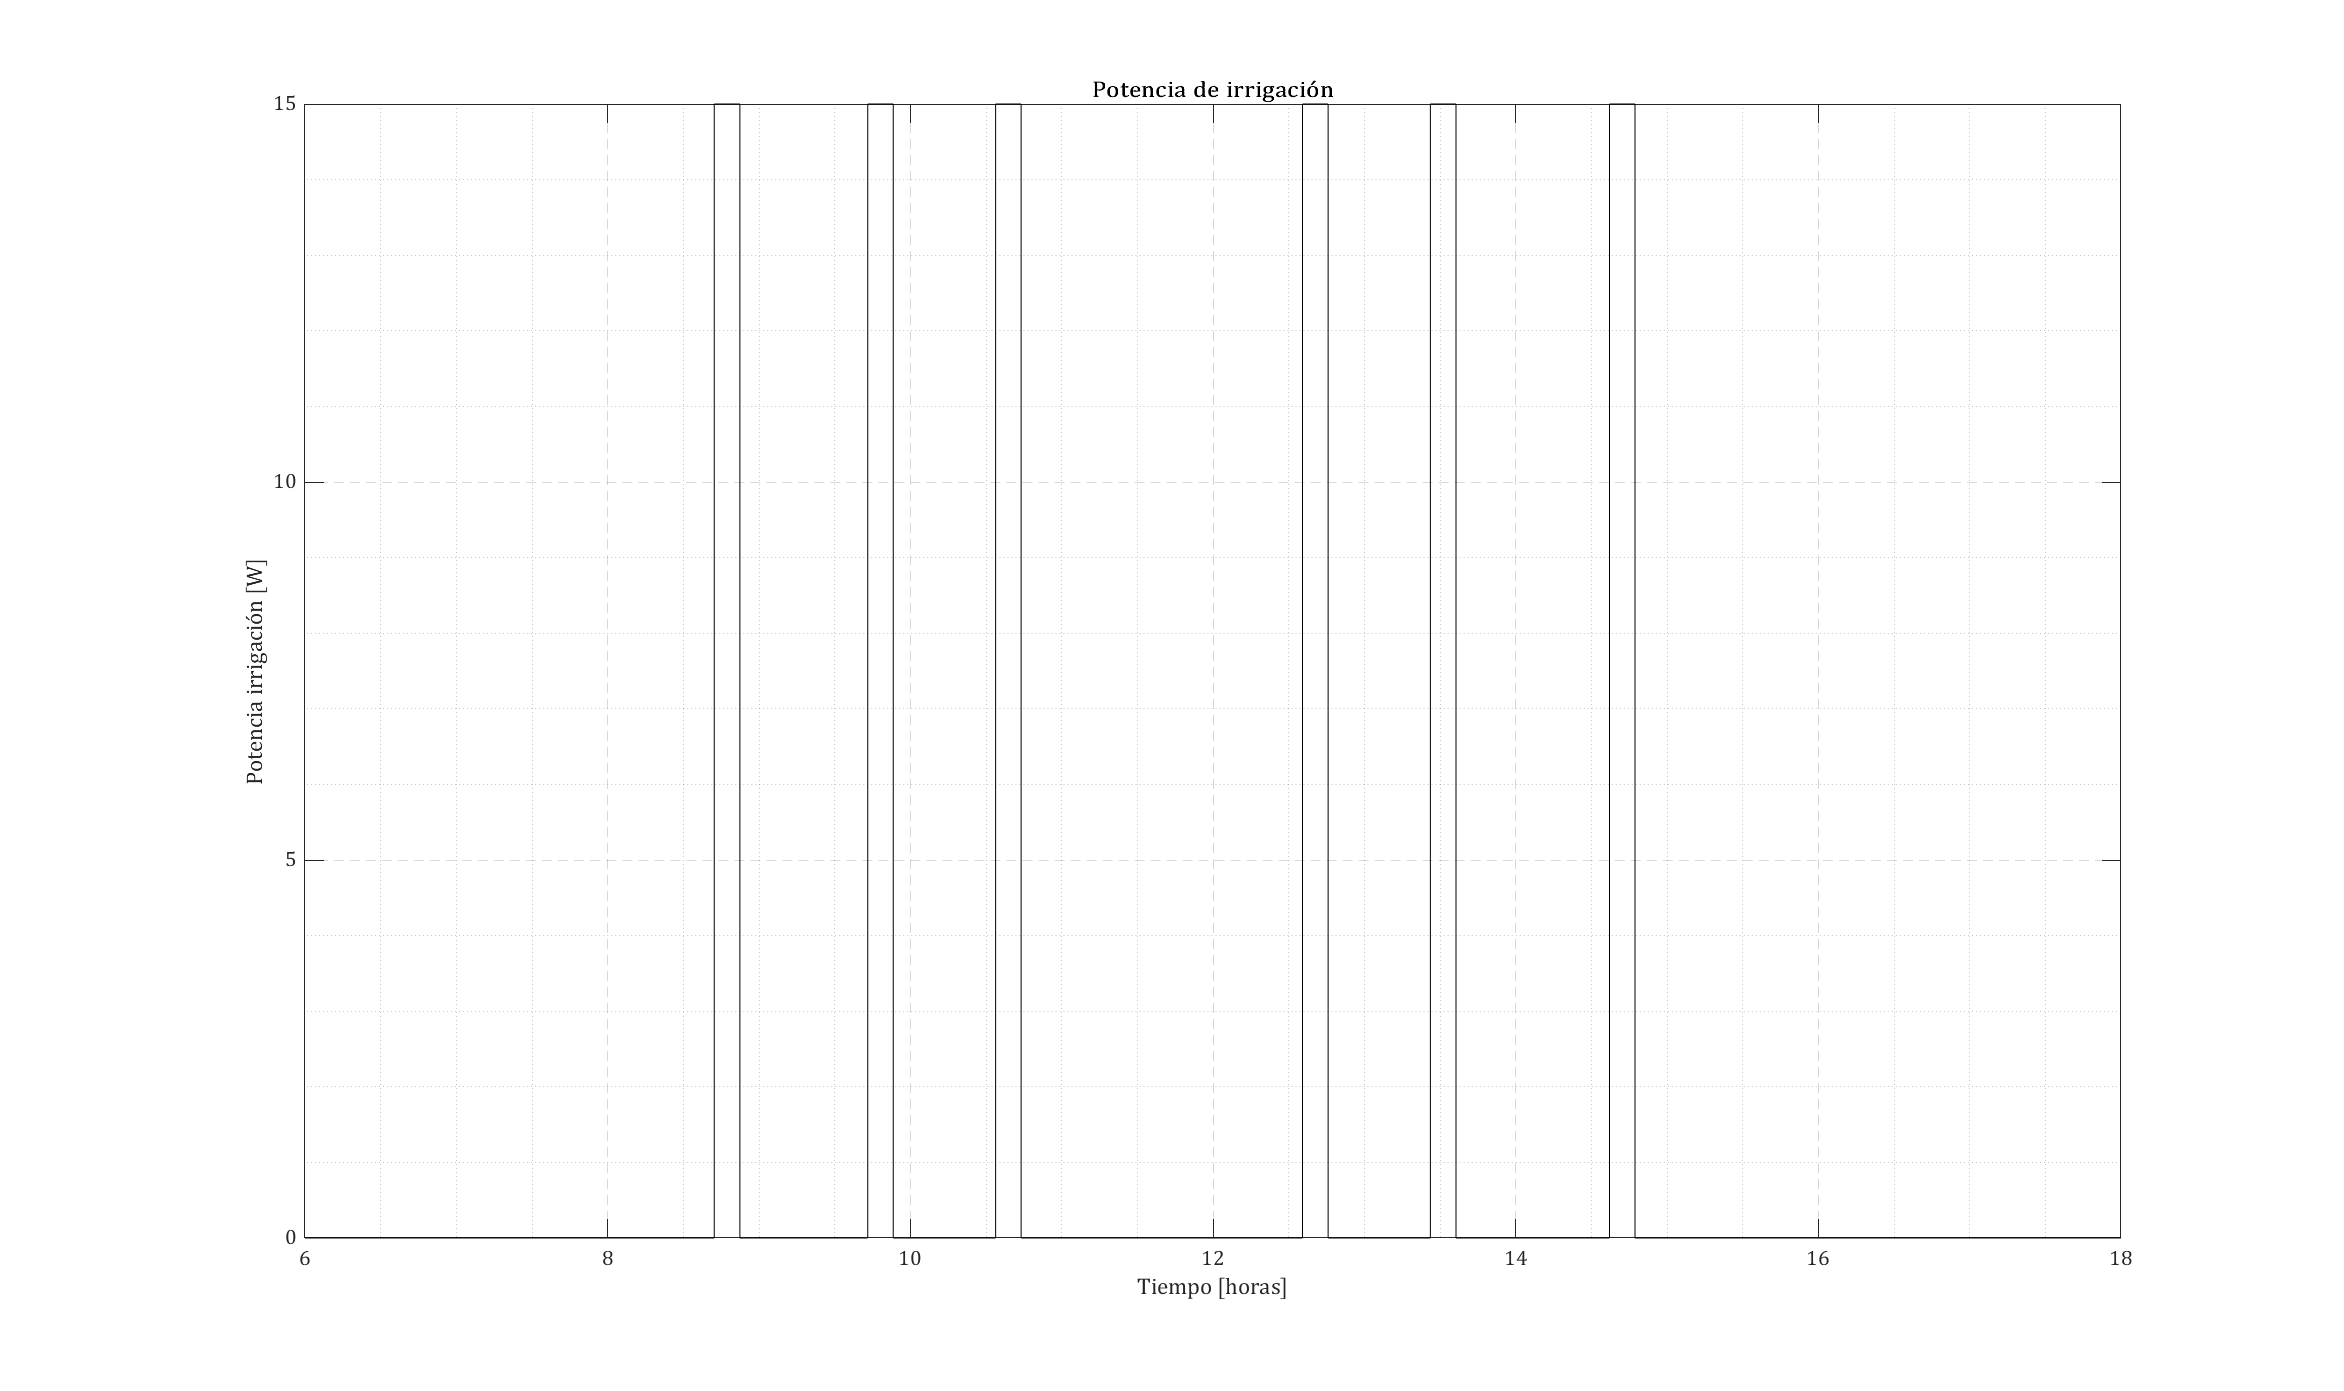 Potencia de irrigación
15
10
5
0
Potencia irrigación [W]
6 8 10 12 14 16 18
Tiempo [horas]